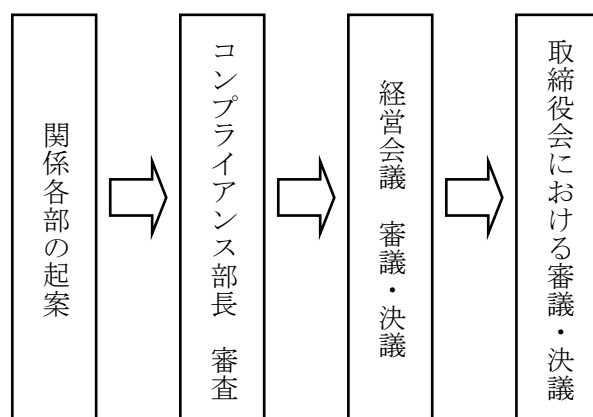 関係各部の起案
コンプライアンス部長　審査
経営会議　審議・決議
取締役会における審議・決議